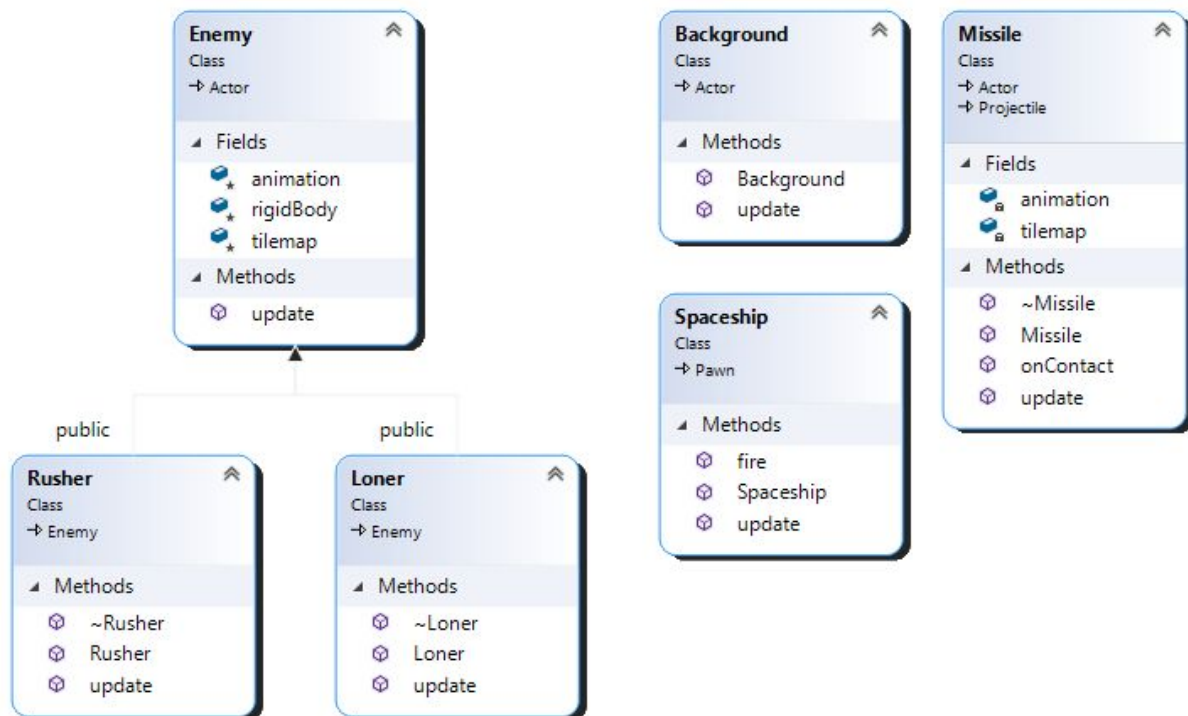 Enemy
Class
Actor
Fields
animation
rigidBody
tilemap
Methods
update
public
public
Rusher
Class
Enemy
Methods
~Rusher
Rusher
update
Loner
Class
Enemy
Methods
~Loner
Loner
update
Background
Class
Actor
Methods
Background
update
Spaceship
Class
Pawn
Methods
fire
Spaceship
update
Missile
Class
Actor
Projectile
Fields
animation
tilemap
Methods
~Missile
Missile
onContact
update